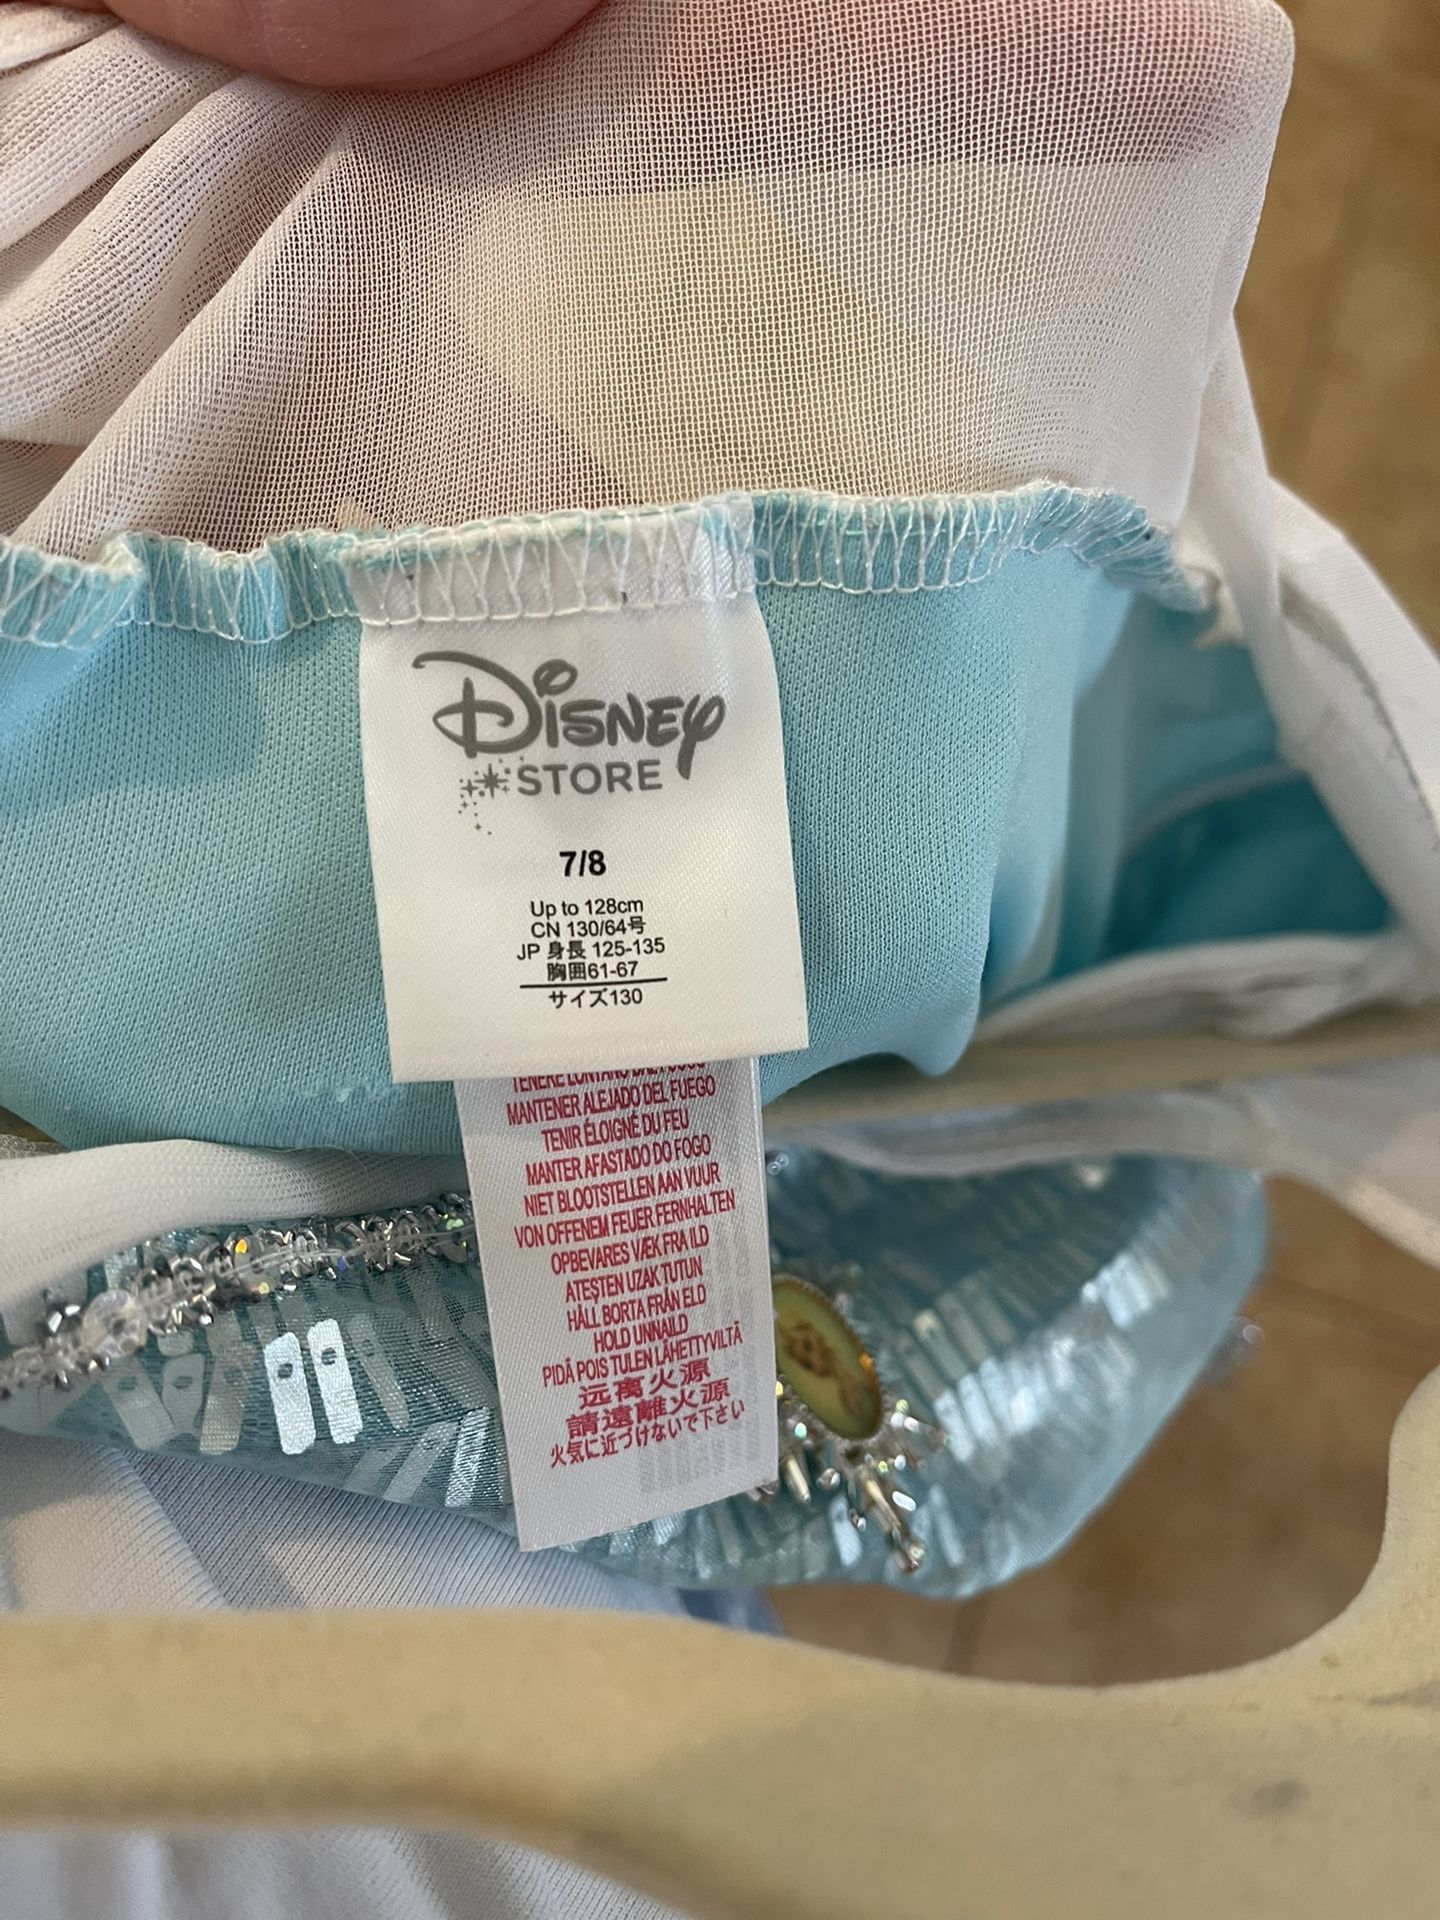 Disney
STORE
7/8
Up to 128cm
CN 130/64号
JP 身長 125-135
胸囲61-67
サイズ130
TENERE LONTANO DAL FUOCO
MANTENER ALEJADO DEL FUEGO
TENIR ÉLOIGNÉ DU FEU
MANTER AFASTADO DO FOGO
NIET BLOOTSTELLEN AAN VUUR
VON OFFENEM FEUER FERNHALTEN
OPBEVARES VÆK FRA ILD
ATEŞTEN UZAK TUTUN
HÅLL BORTA FRÅN ELD
HOLD UNNAILD
PIDÄ POIS TULEN LÄHETTYVILTÄ
远离火源
請遠離火源
火気に近づけないで下さい